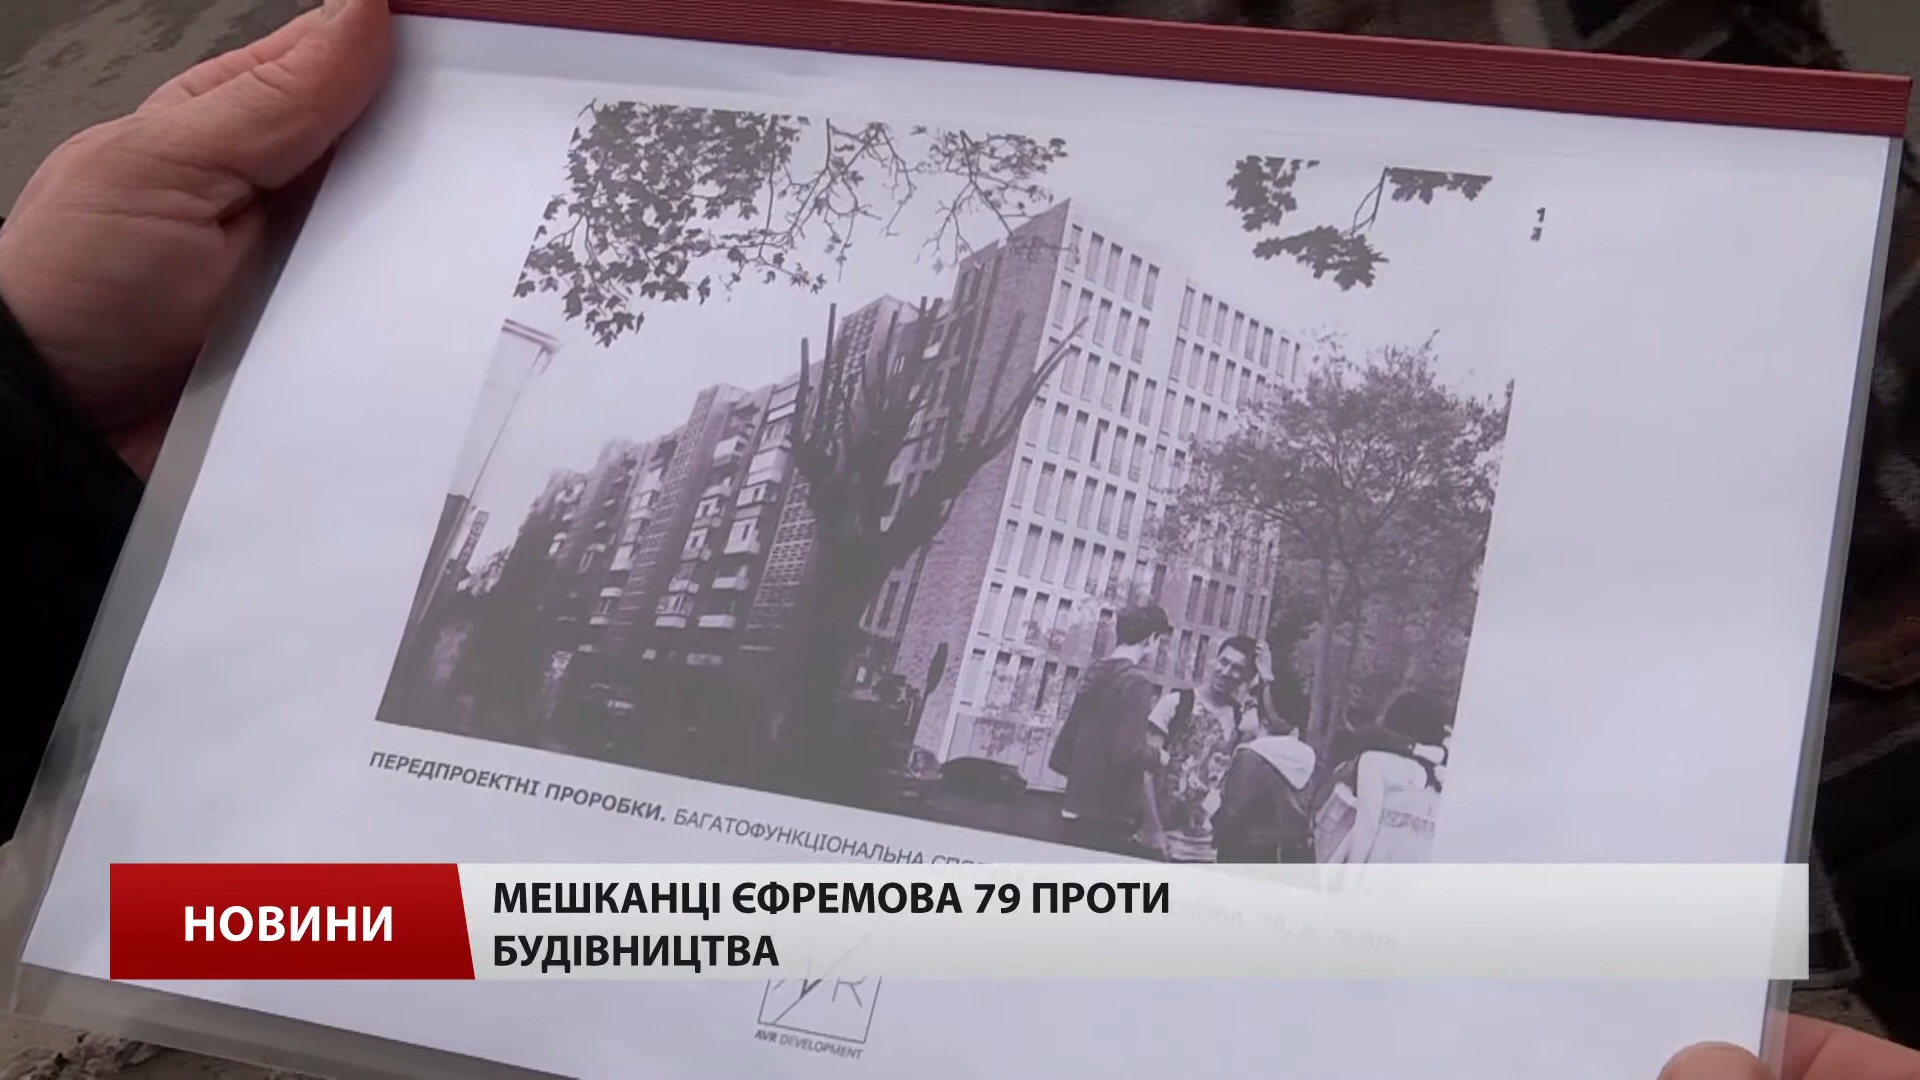 ПЕРЕДПРОЕКТНІ ПРОРОБКИ. БАГАТОФУНКЦІОНАЛЬНА
НОВИНИ
МЕШКАНЦІ ЄФРЕМОВА 79 ПРОТИ
БУДІВНИЦТВА
AVR DEVELOPMENT